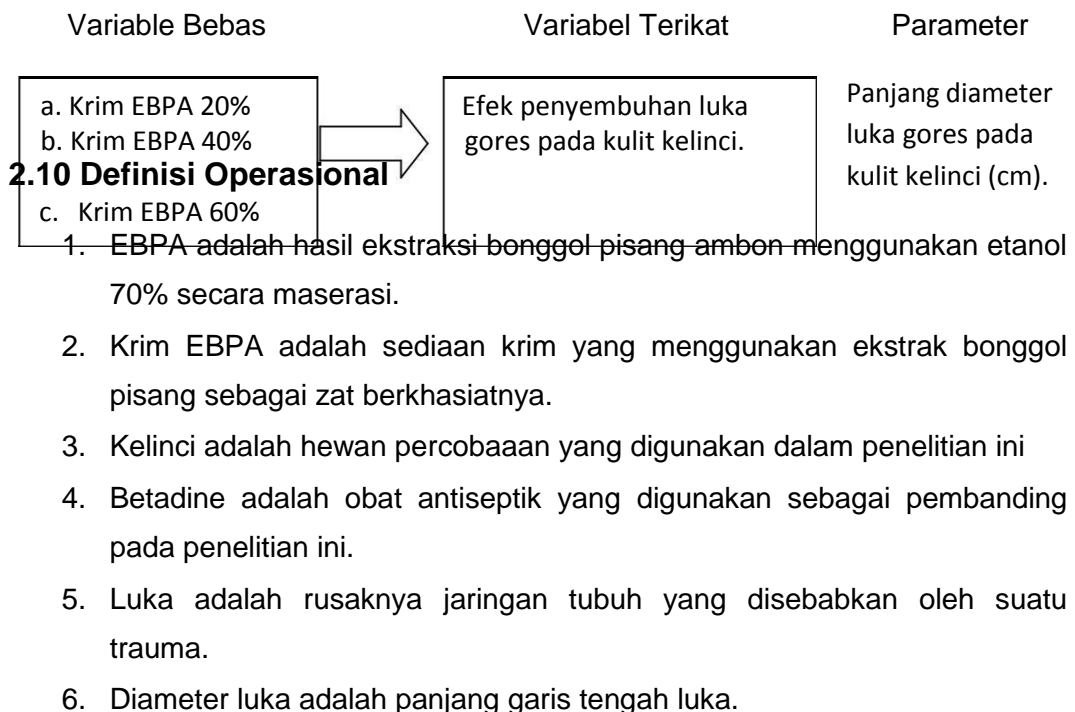 Variable Bebas Variabel Terikat Parameter
a. Krim EBPA 20%
b. Krim EBPA 40%
c. Krim EBPA 60%
Efek penyembuhan luka
gores pada kulit kelinci.
Panjang diameter
luka gores pada
kulit kelinci (cm).
2.10 Definisi Operasional
1. EBPA adalah hasil ekstraksi bonggol pisang ambon menggunakan etanol
70% secara maserasi.
2. Krim EBPA adalah sediaan krim yang menggunakan ekstrak bonggol
pisang sebagai zat berkhasiatnya.
3. Kelinci adalah hewan percobaaan yang digunakan dalam penelitian ini
4. Betadine adalah obat antiseptik yang digunakan sebagai pembanding
pada penelitian ini.
5. Luka adalah rusaknya jaringan tubuh yang disebabkan oleh suatu
trauma.
6. Diameter luka adalah panjang garis tengah luka.